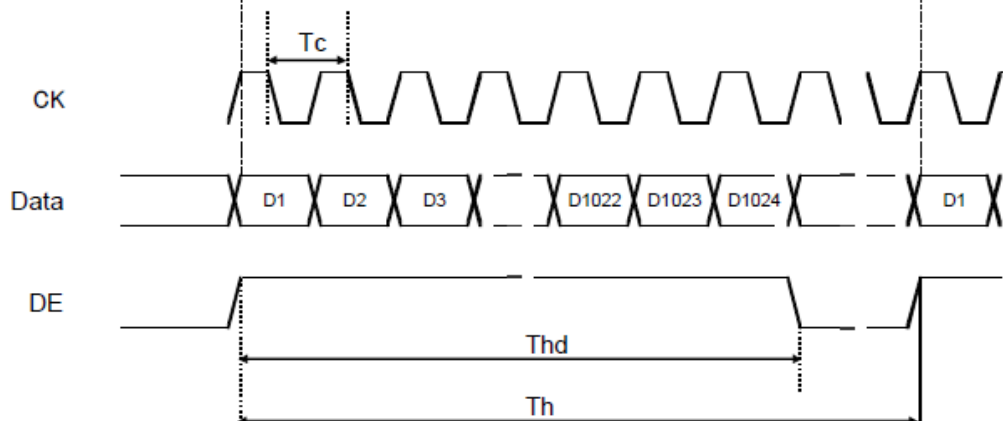 Tc
CK
Data D1 D2 D3 D1022 D1023 D1024 D1
DE
Thd
Th